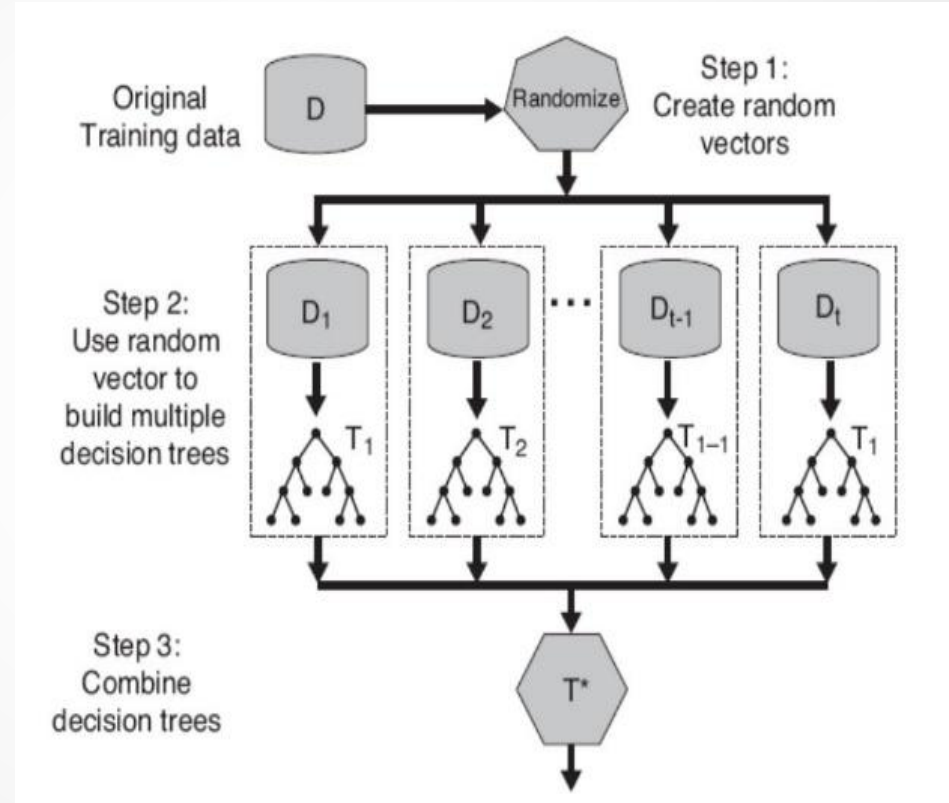 Original
Training data
D
Randomize
Step 1:
Create random
vectors
Step 2:
Use random
vector to
build multiple
decision trees
D1
D2
...
Dt-1
Dt
T1
T2
T1–1
T1
Step 3:
Combine
decision trees
T*